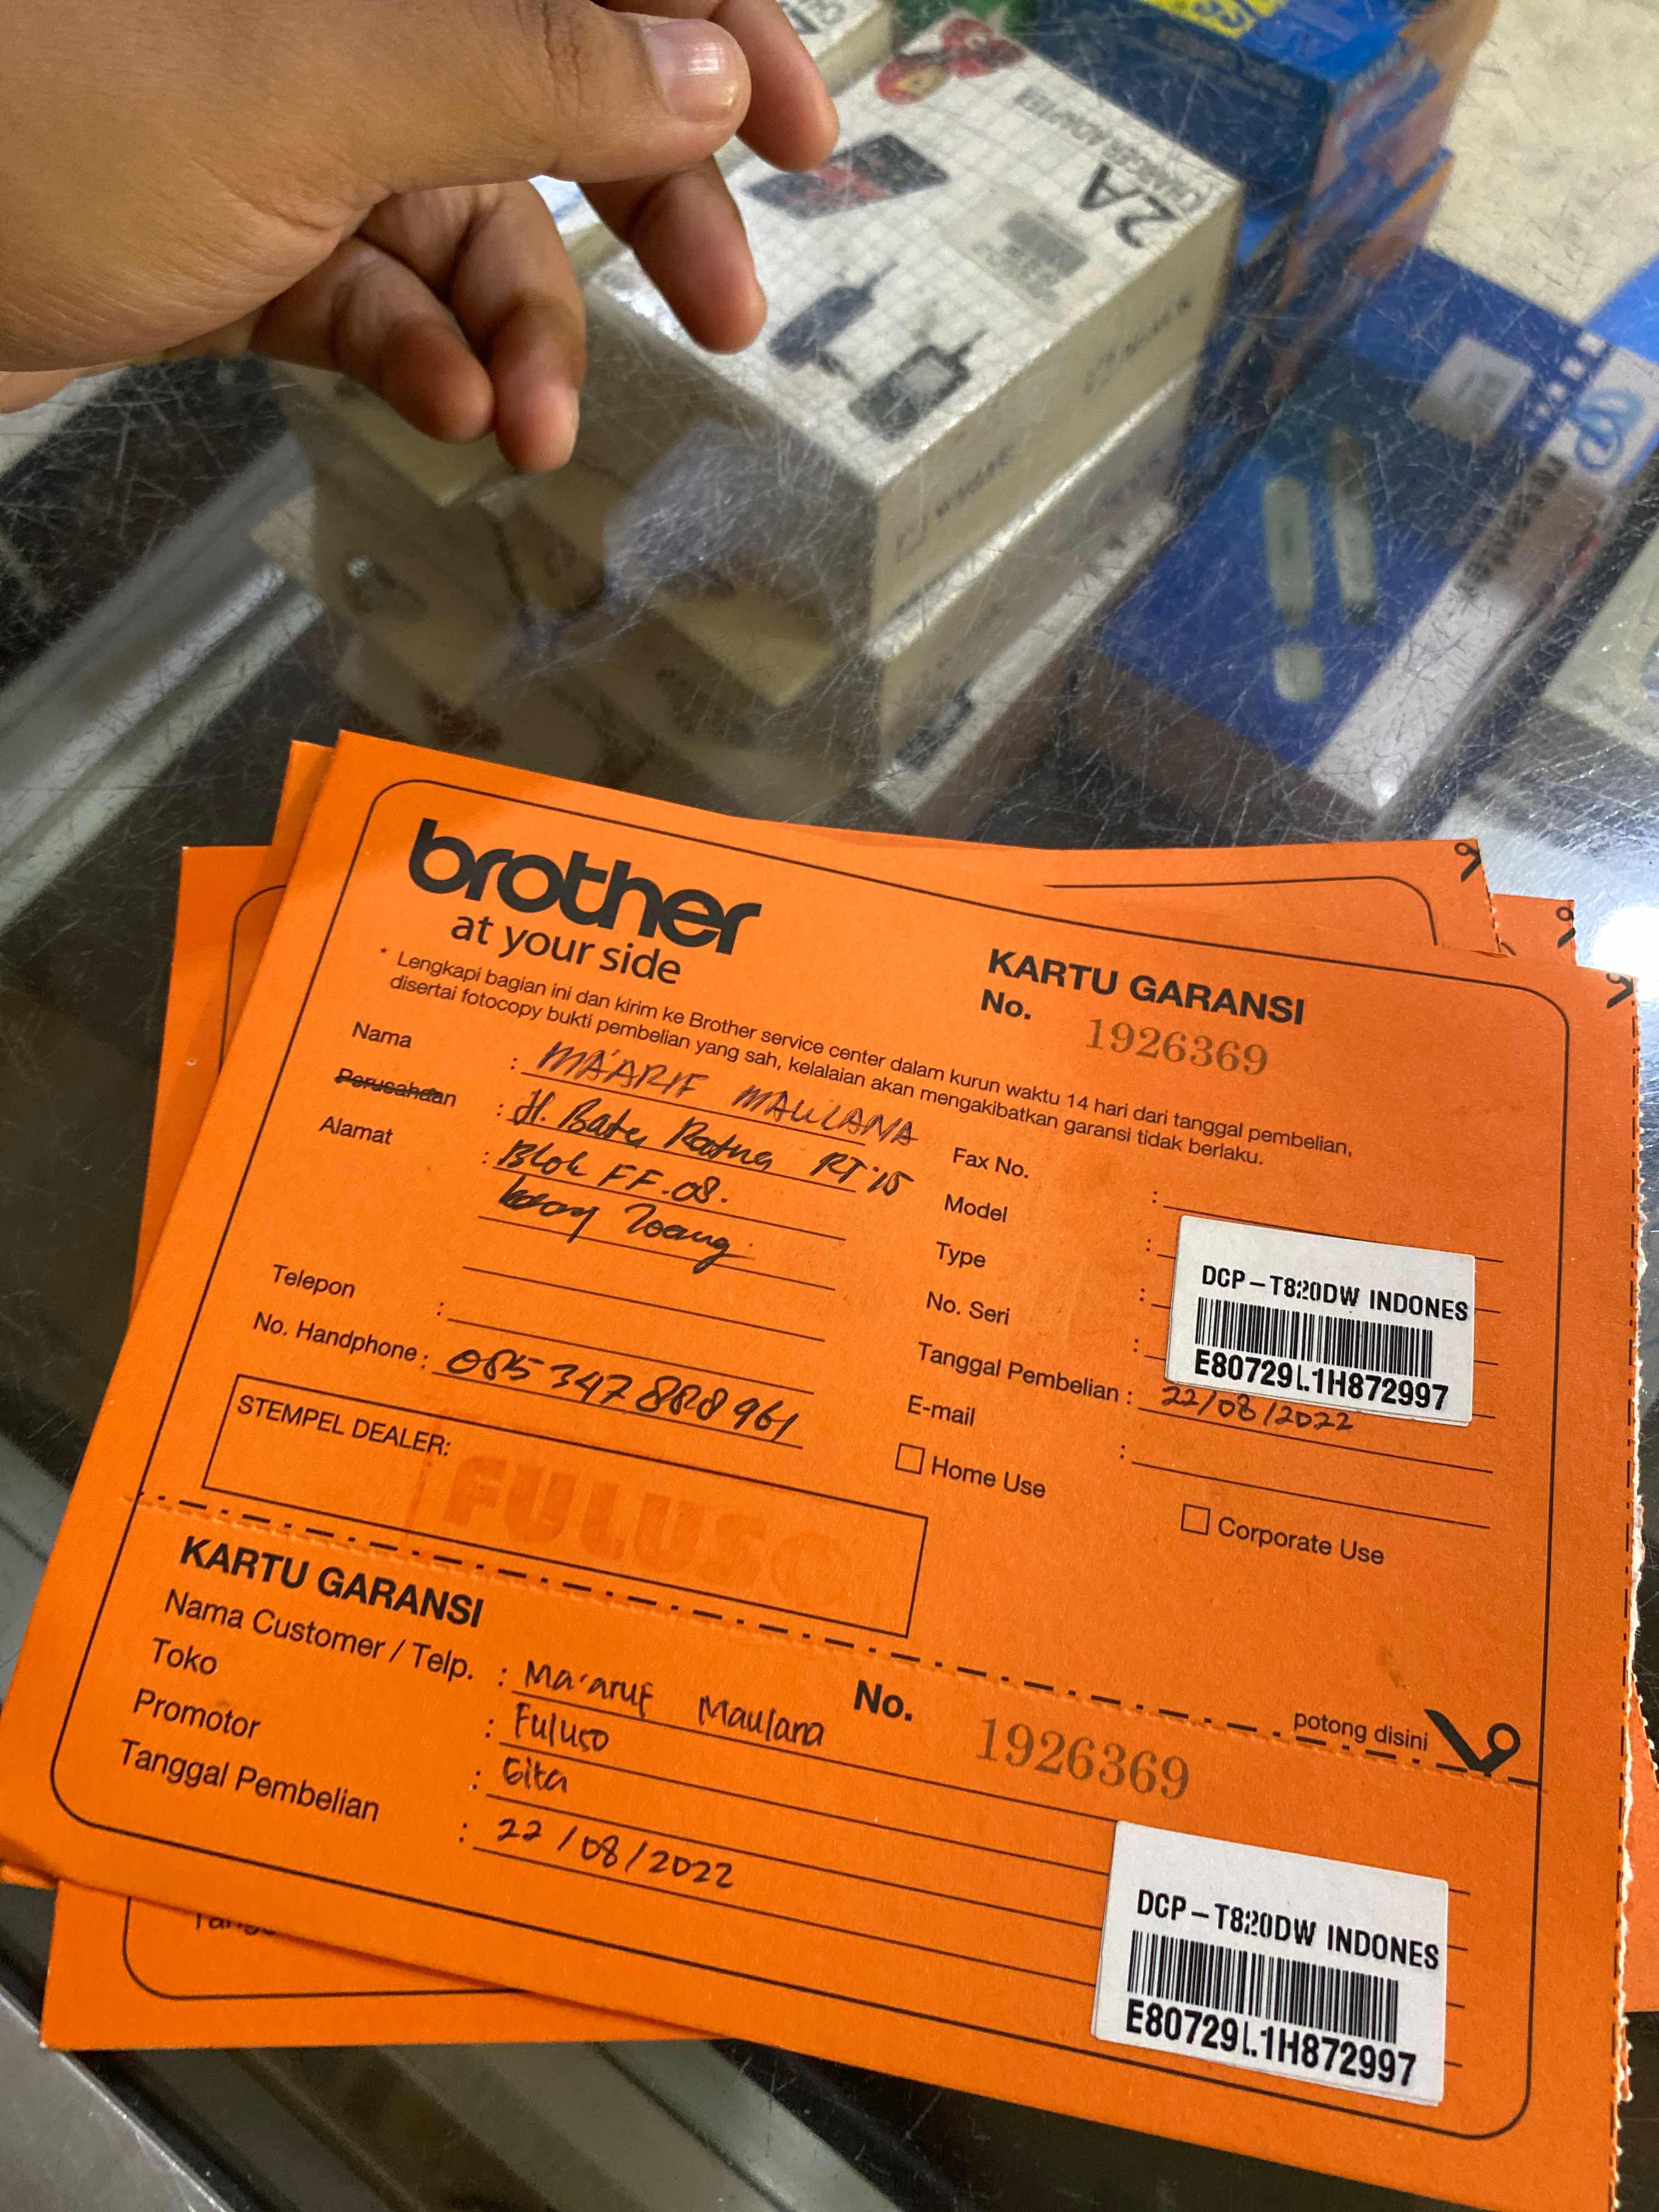 2A
CHARGER ADAPTER
brother
at your side
KARTU GARANSI
No. 1926369
* Lengkapi bagian ini dan kirim ke Brother service center dalam kurun waktu 14 hari dari tanggal pembelian,
disertai fotocopy bukti pembelian yang sah, kelalaian akan mengakibatkan garansi tidak berlaku.
Nama : MA'ARIF MAULANA
Perusahaan : Jl. Batu Ratna RT.15
Alamat : Blok FF.08.
Telepon :
No. Handphone : 085 347 888 961
Fax No. :
Model :
Type :
No. Seri :
DCP-T820DW INDONES
E80729L1H872997
Tanggal Pembelian : 22/08/2022
E-mail :
Home Use
Corporate Use
STEMPEL DEALER:
FULUSO
potong disini
KARTU GARANSI
No. 1926369
Nama Customer / Telp. : Ma'aruf Maulana
Toko : Fuluso
Promotor : Gita
Tanggal Pembelian : 22/08/2022
DCP-T820DW INDONES
E80729L1H872997